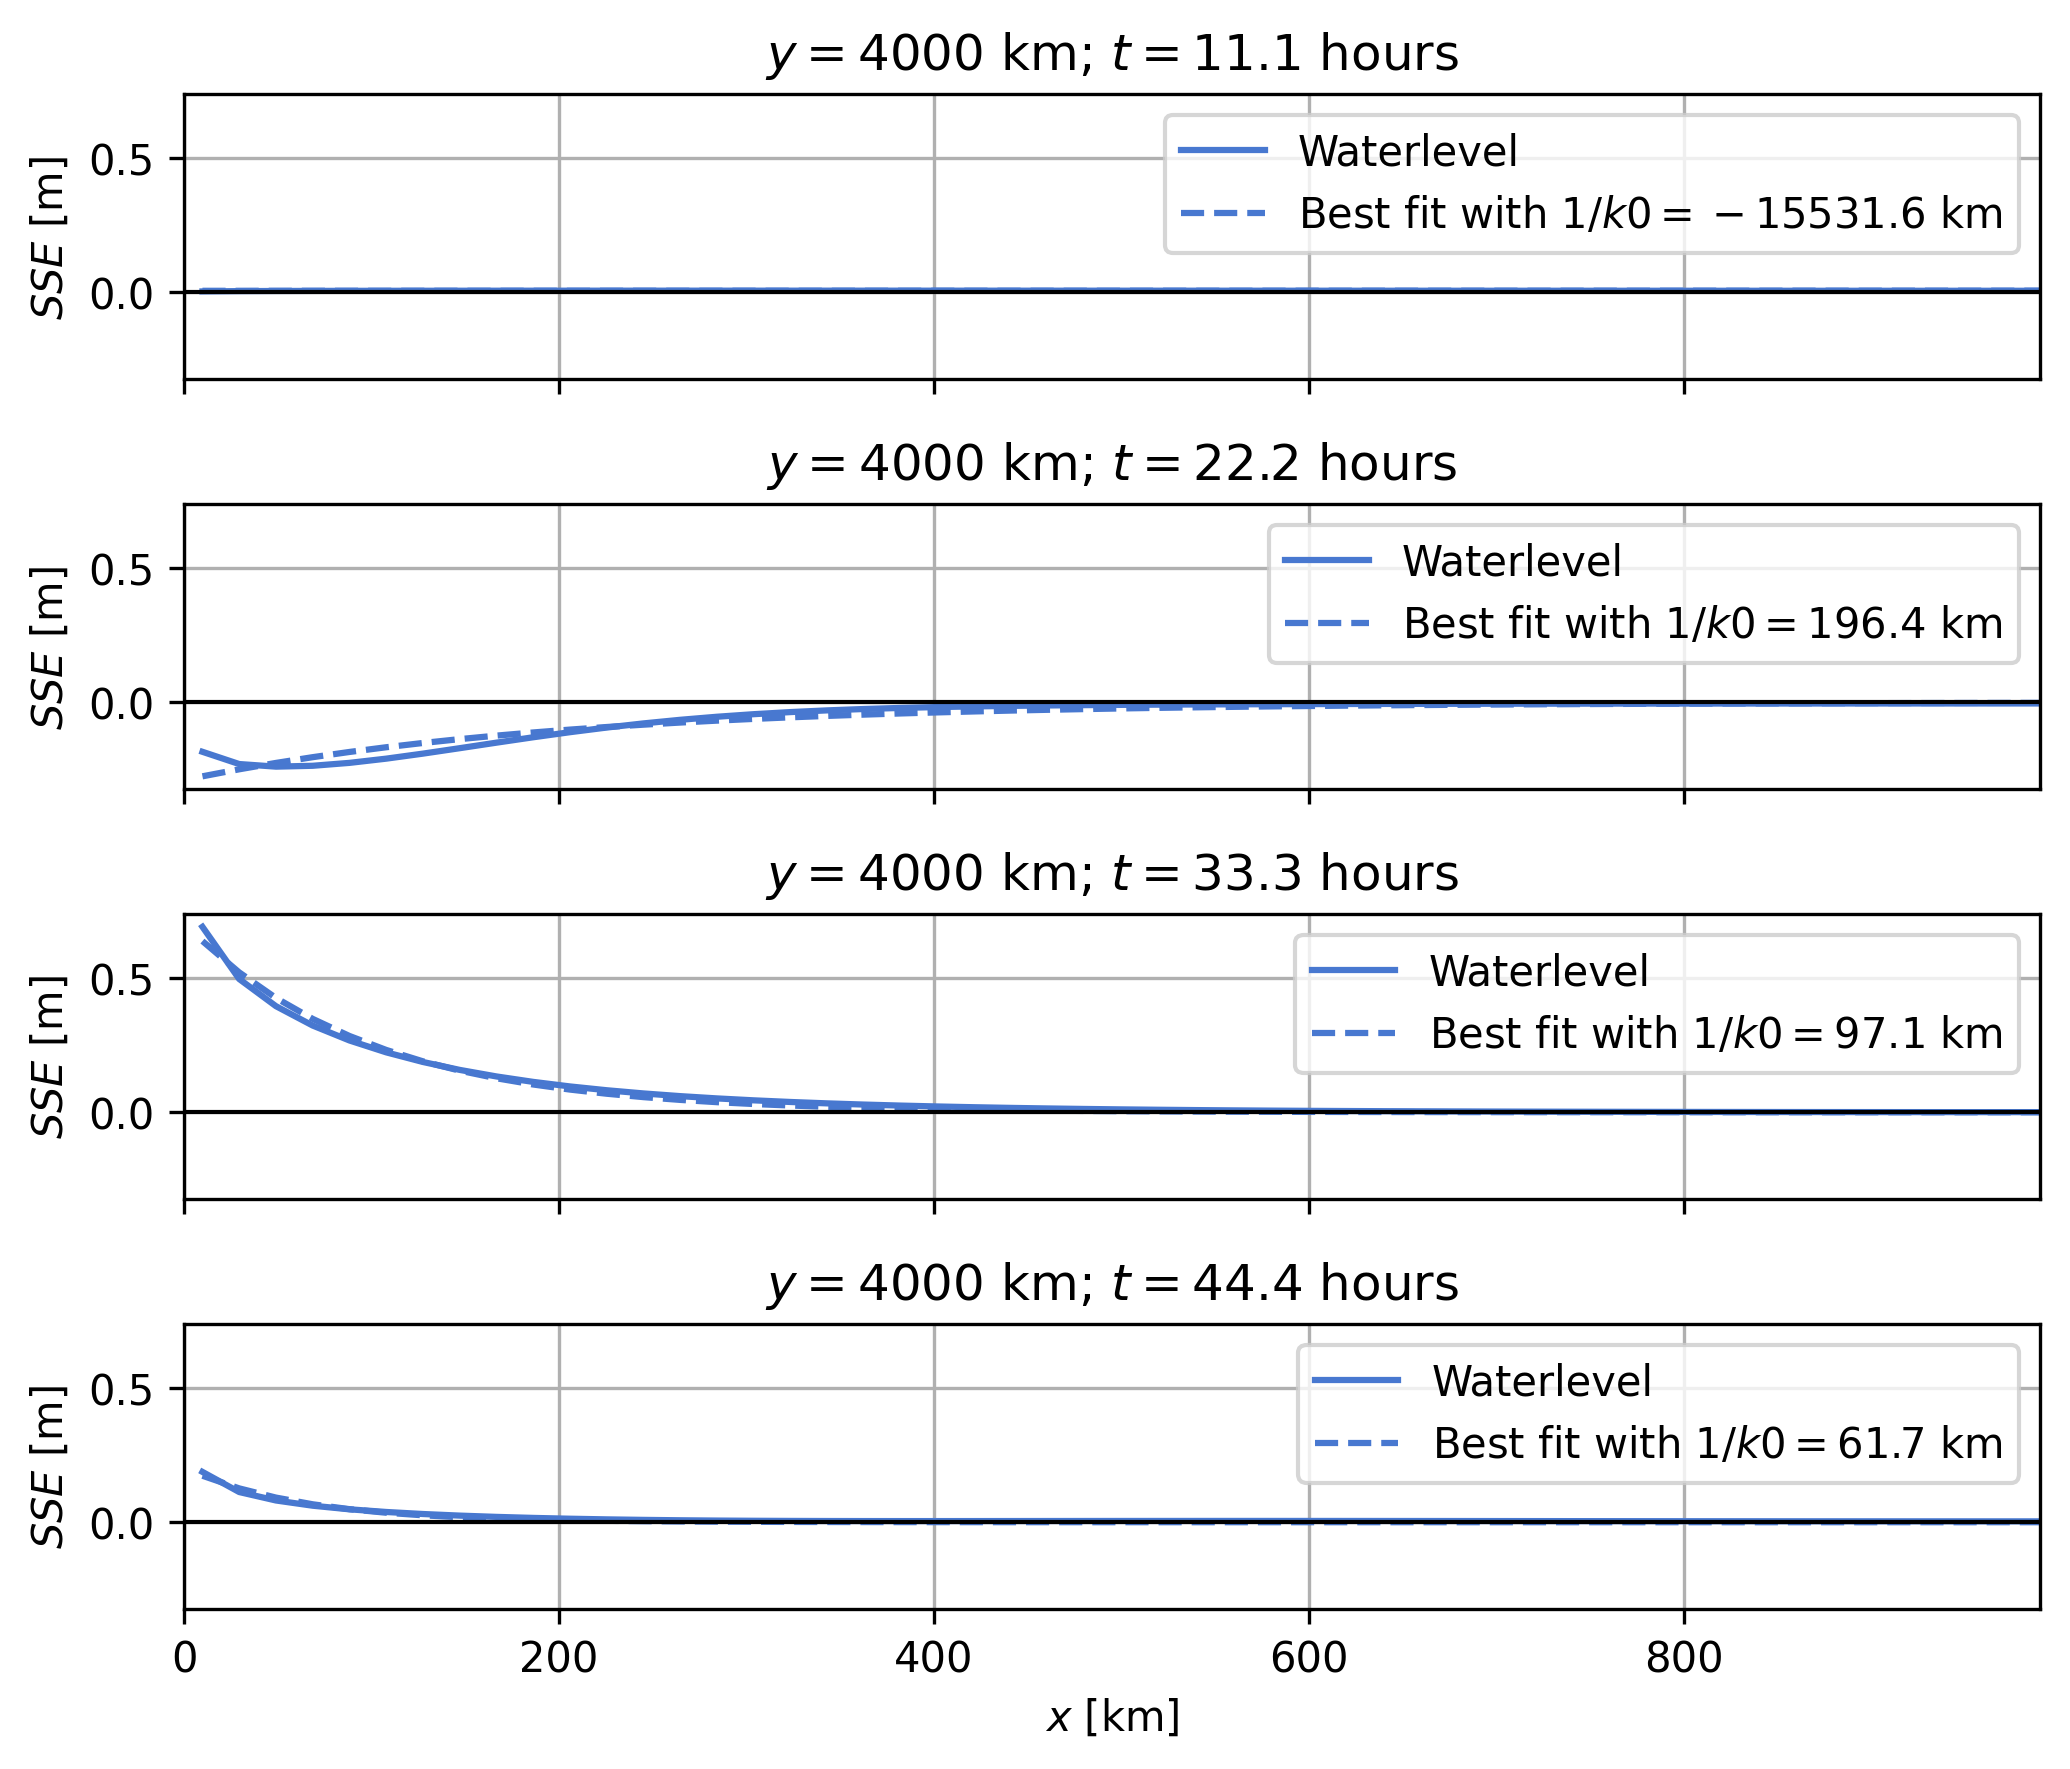 y = 4000 km; t = 11.1 hours
SSE [m]
0.5
0.0
Waterlevel
Best fit with 1/k0 = −15531.6 km
y = 4000 km; t = 22.2 hours
SSE [m]
0.5
0.0
Waterlevel
Best fit with 1/k0 = 196.4 km
y = 4000 km; t = 33.3 hours
SSE [m]
0.5
0.0
Waterlevel
Best fit with 1/k0 = 97.1 km
y = 4000 km; t = 44.4 hours
SSE [m]
0.5
0.0
Waterlevel
Best fit with 1/k0 = 61.7 km
0 200 400 600 800
x [km]